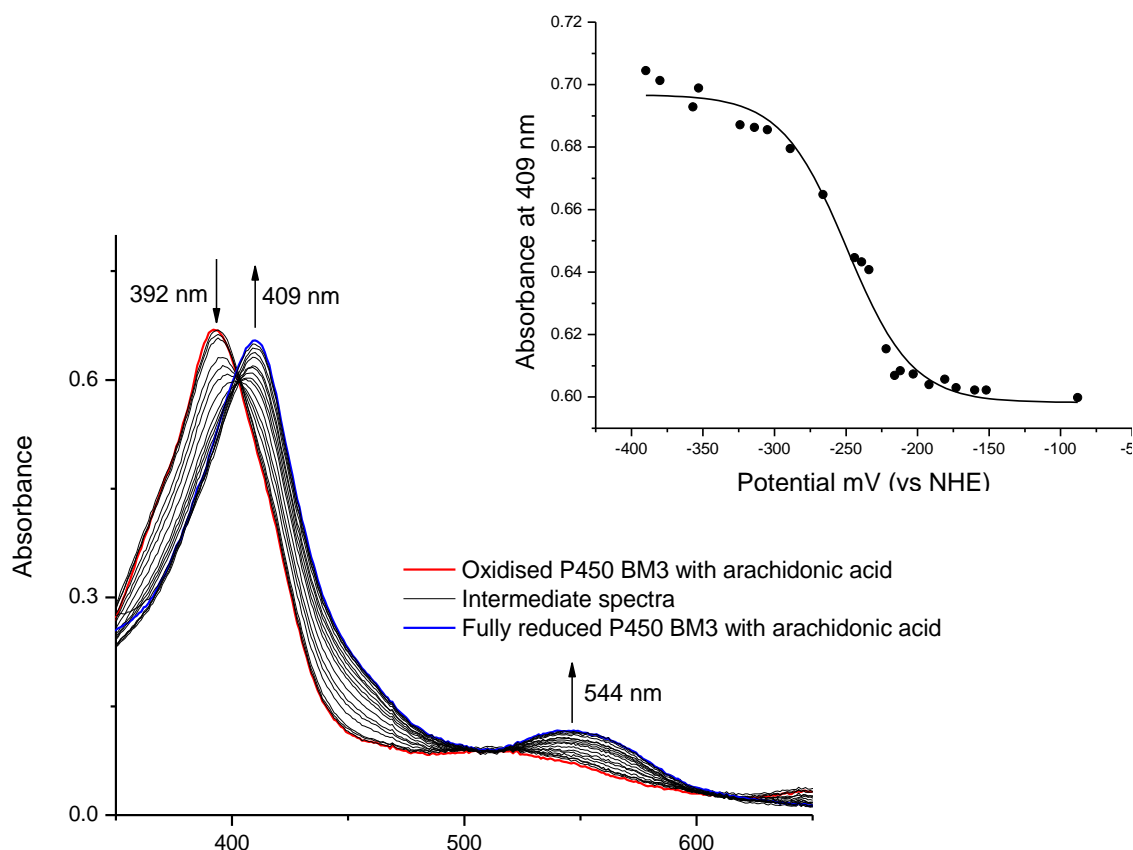 0.72
0.70
0.68
0.66
0.64
0.62
0.60
Absorbance at 409 nm
-400 -350 -300 -250 -200 -150 -100 -5
Potential mV (vs NHE)
392 nm 409 nm
0.6
0.3
0.0
Absorbance
Oxidised P450 BM3 with arachidonic acid
Intermediate spectra
Fully reduced P450 BM3 with arachidonic acid
544 nm
400 500 600